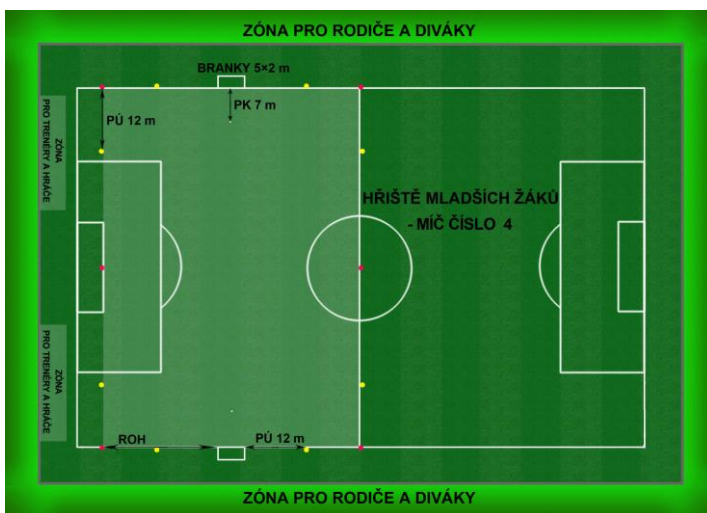 ZÓNA PRO RODIČE A DIVÁKY
BRANKY 5×2 m
PK 7 m
PÚ 12 m
ZÓNA
PRO TRENÉRY A HRÁČE
HŘIŠTĚ MLADŠÍCH ŽÁKŮ
- MÍČ ČÍSLO 4
ZÓNA
PRO TRENÉRY A HRÁČE
ROH
PÚ 12 m
ZÓNA PRO RODIČE A DIVÁKY